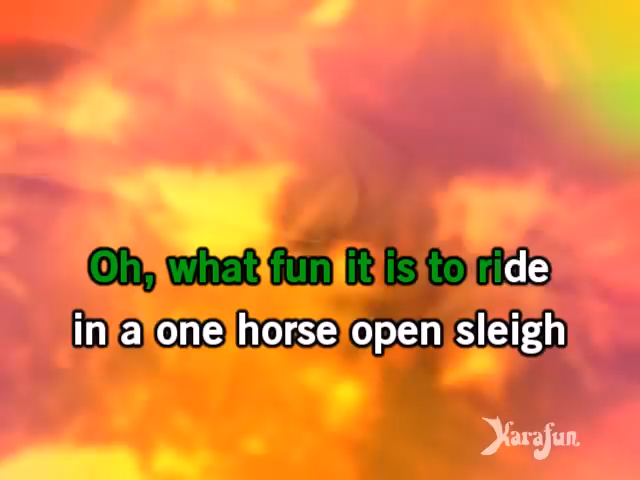 Oh, what fun it is to ride
in a one horse open sleigh
Karafun